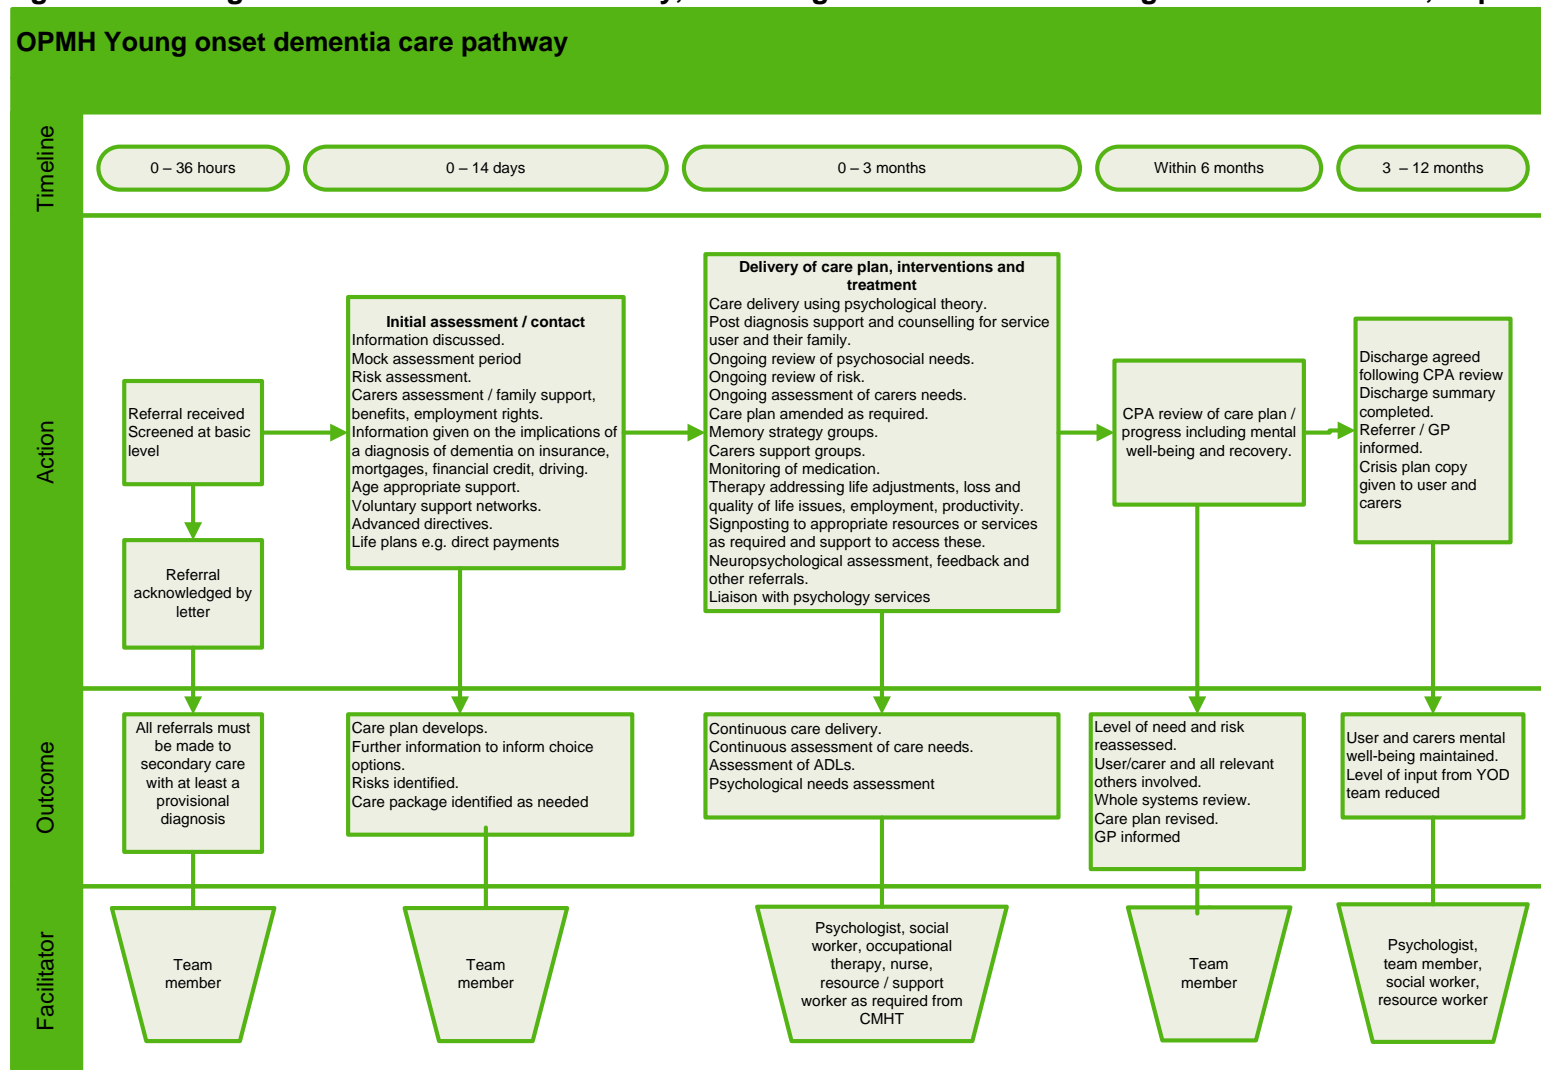 OPMH Young onset dementia care pathway
Timeline
0 – 36 hours
0 – 14 days
0 – 3 months
Within 6 months
3 – 12 months
Action
Referral received
Screened at basic
level
Referral
acknowledged by
letter
Initial assessment / contact
Information discussed.
Mock assessment period
Risk assessment.
Carers assessment / family support,
benefits, employment rights.
Information given on the implications of
a diagnosis of dementia on insurance,
mortgages, financial credit, driving.
Age appropriate support.
Voluntary support networks.
Advanced directives.
Life plans e.g. direct payments
Delivery of care plan, interventions and
treatment
Care delivery using psychological theory.
Post diagnosis support and counselling for service
user and their family.
Ongoing review of psychosocial needs.
Ongoing review of risk.
Ongoing assessment of carers needs.
Care plan amended as required.
Memory strategy groups.
Carers support groups.
Monitoring of medication.
Therapy addressing life adjustments, loss and
quality of life issues, employment, productivity.
Signposting to appropriate resources or services
as required and support to access these.
Neuropsychological assessment, feedback and
other referrals.
Liaison with psychology services
CPA review of care plan /
progress including mental
well-being and recovery.
Discharge agreed
following CPA review
Discharge summary
completed.
Referrer / GP
informed.
Crisis plan copy
given to user and
carers
Outcome
All referrals must
be made to
secondary care
with at least a
provisional
diagnosis
Care plan develops.
Further information to inform choice
options.
Risks identified.
Care package identified as needed
Continuous care delivery.
Continuous assessment of care needs.
Assessment of ADLs.
Psychological needs assessment
Level of need and risk
reassessed.
User/carer and all relevant
others involved.
Whole systems review.
Care plan revised.
GP informed
User and carers mental
well-being maintained.
Level of input from YOD
team reduced
Facilitator
Team
member
Team
member
Psychologist, social
worker, occupational
therapy, nurse,
resource / support
worker as required from
CMHT
Team
member
Psychologist,
team member,
social worker,
resource worker